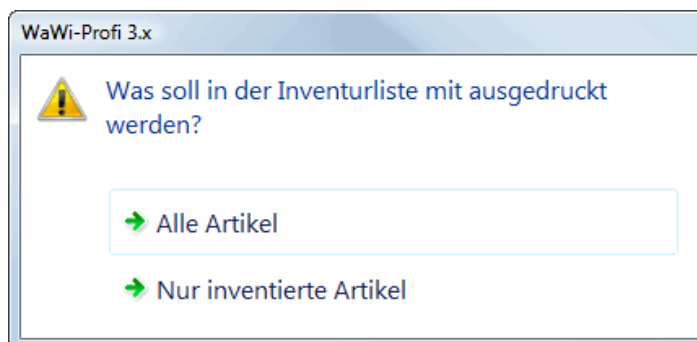 WaWi-Profi 3.x
Was soll in der Inventurliste mit ausgedruckt
werden?
Alle Artikel
Nur inventierte Artikel